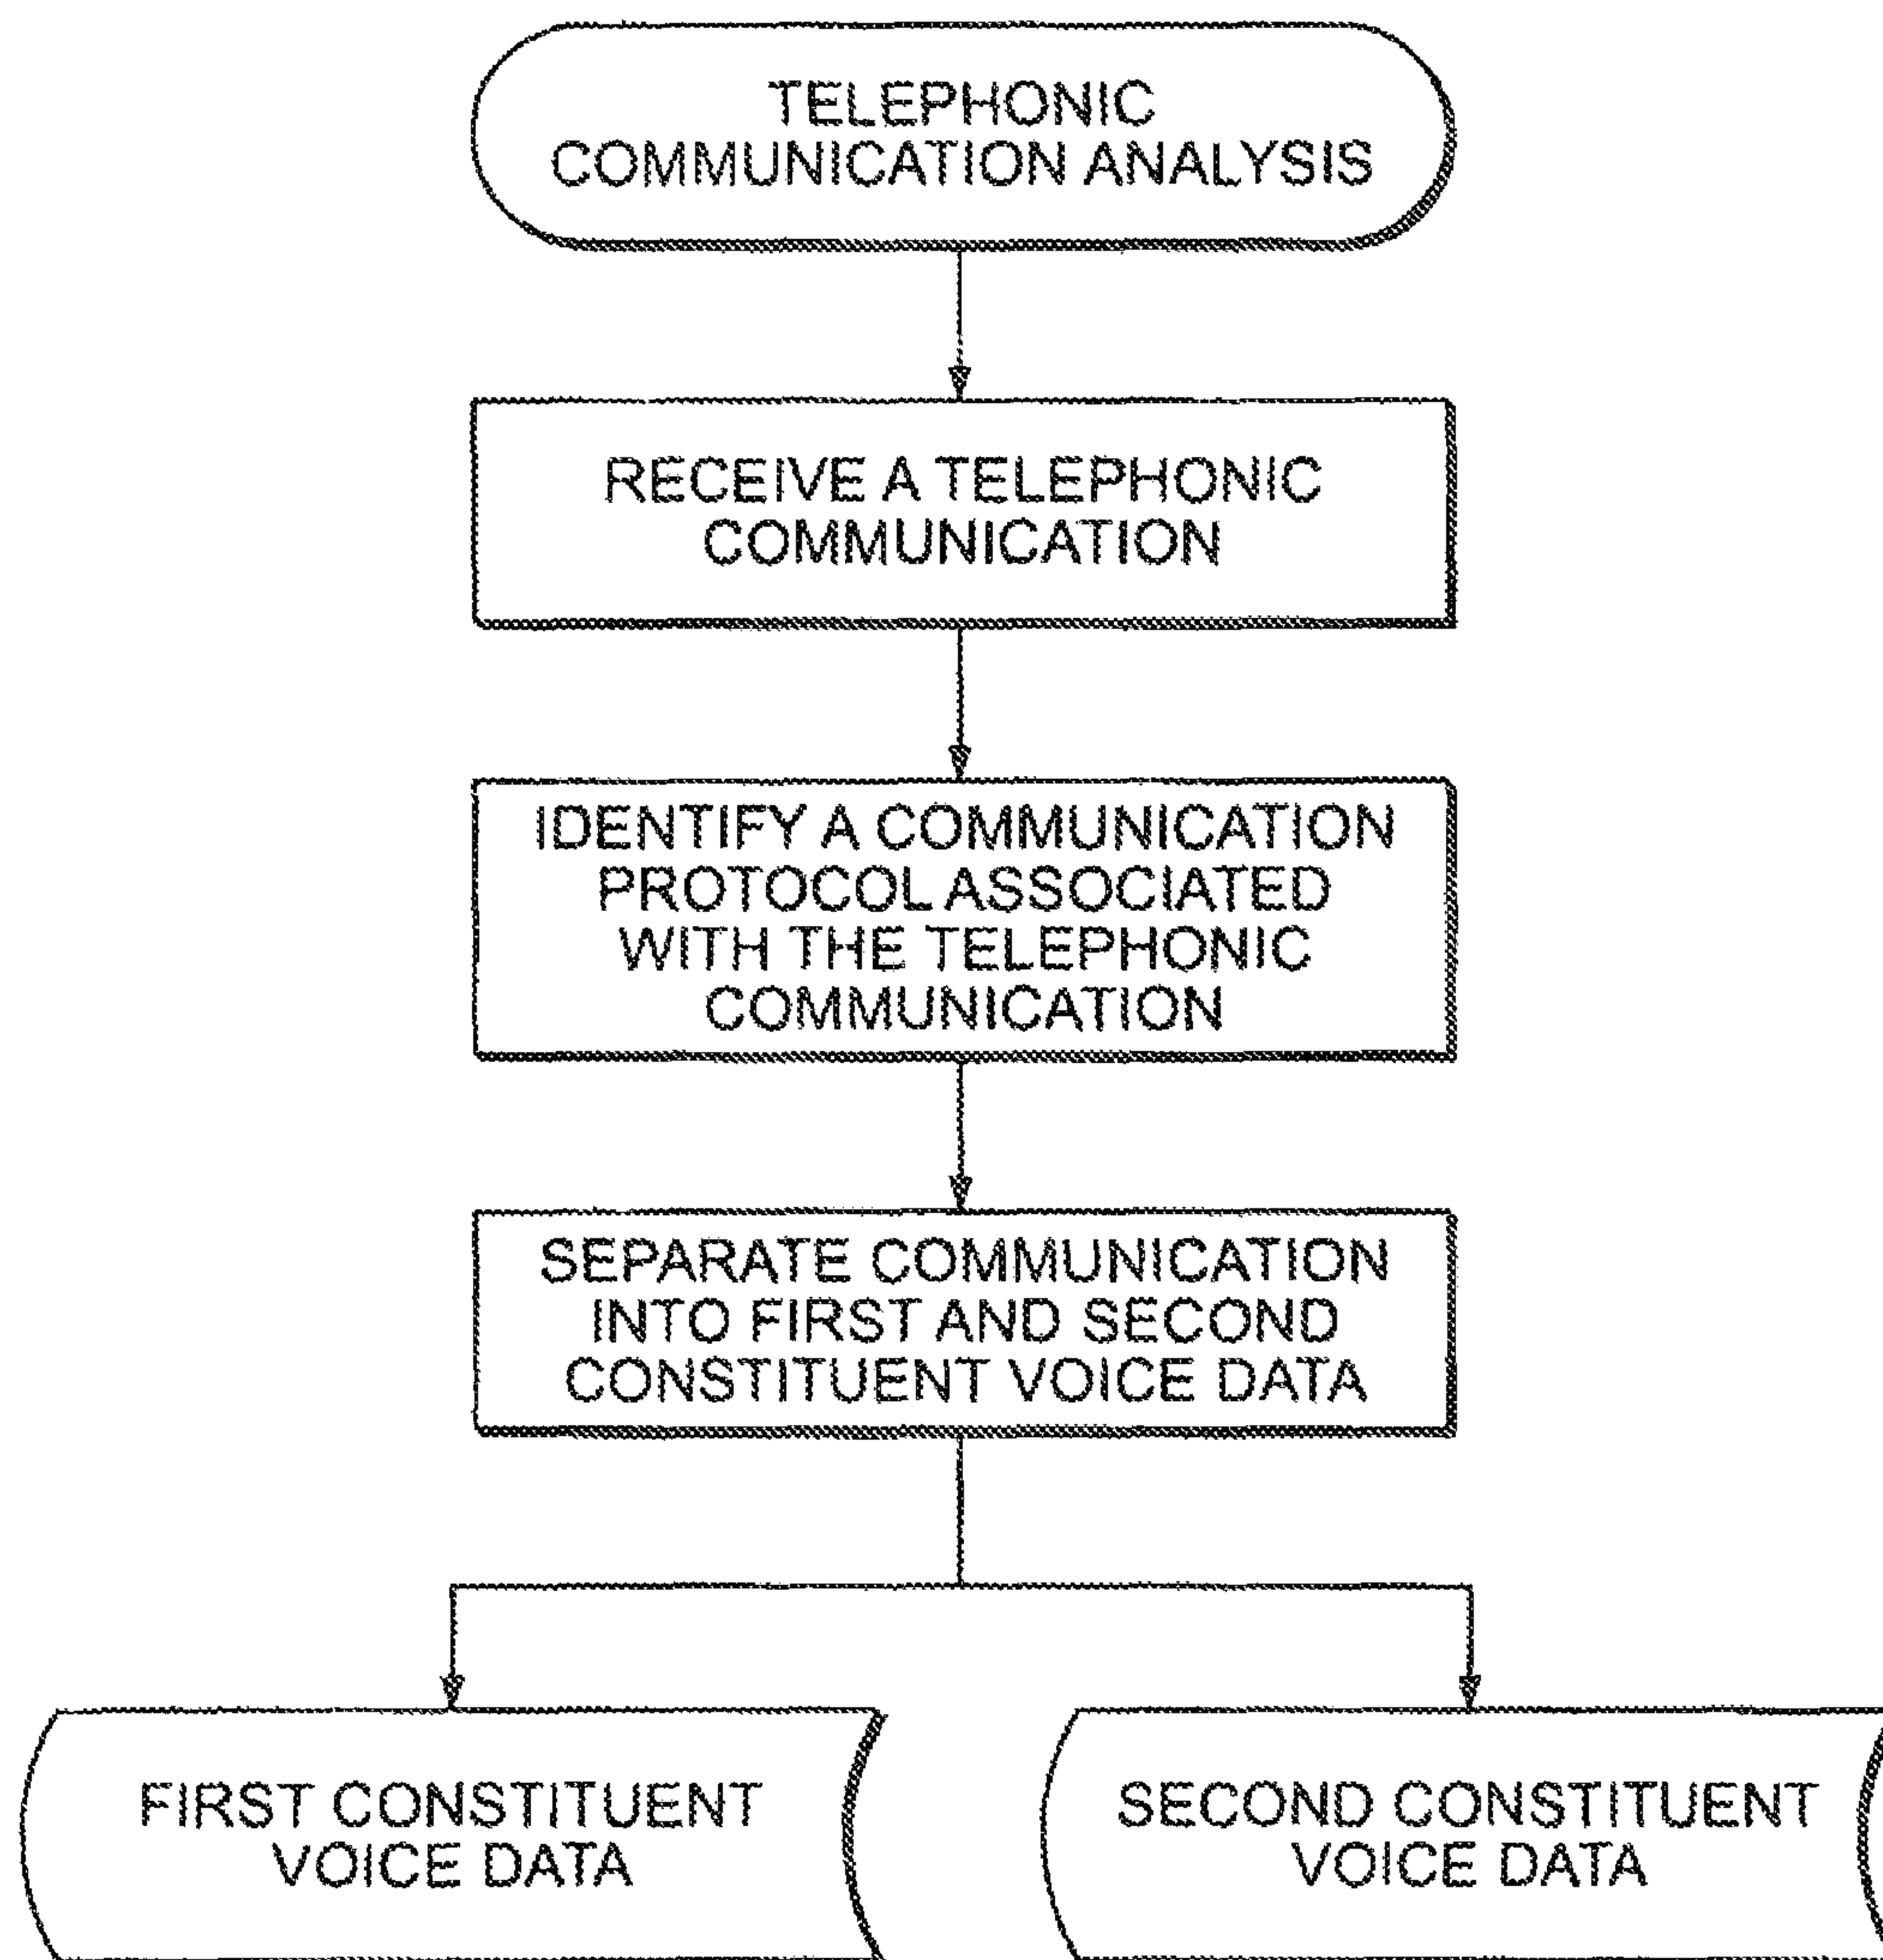 TELEPHONIC
COMMUNICATION ANALYSIS
RECEIVE A TELEPHONIC
COMMUNICATION
IDENTIFY A COMMUNICATION
PROTOCOL ASSOCIATED
WITH THE TELEPHONIC
COMMUNICATION
SEPARATE COMMUNICATION
INTO FIRST AND SECOND
CONSTITUENT VOICE DATA
FIRST CONSTITUENT
VOICE DATA
SECOND CONSTITUENT
VOICE DATA